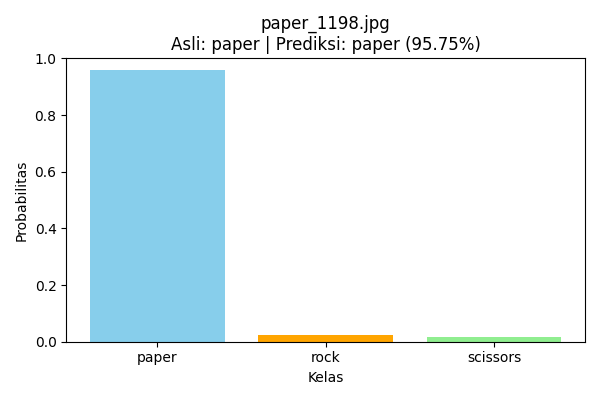 paper_1198.jpg
Asli: paper | Prediksi: paper (95.75%)
1.0
0.8
0.6
0.4
0.2
0.0
Probabilitas
paper rock scissors
Kelas